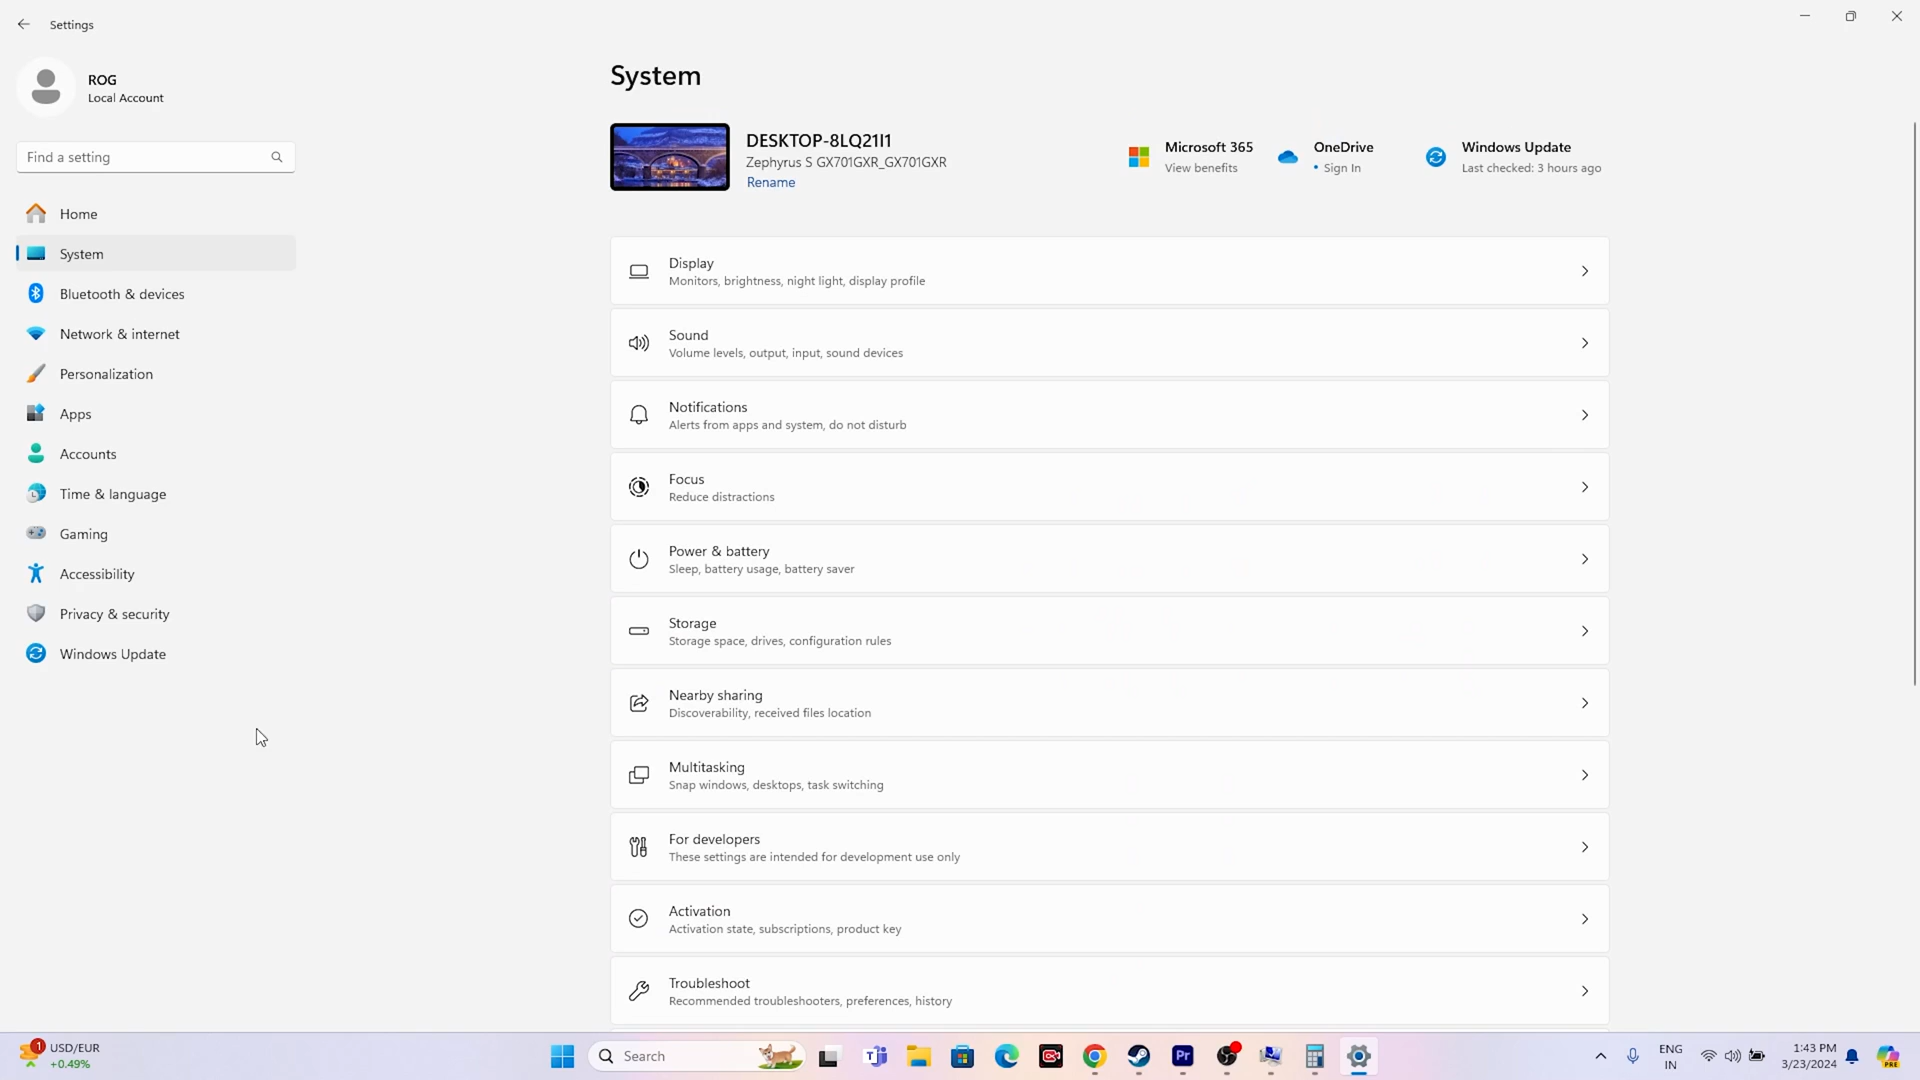 Settings
ROG
Local Account
Find a setting
Home
System
Bluetooth & devices
Network & internet
Personalization
Apps
Accounts
Time & language
Gaming
Accessibility
Privacy & security
Windows Update
System
DESKTOP-8LQ21I1
Zephyrus S GX701GXR_GX701GXR
Rename
Microsoft 365
View benefits
OneDrive
• Sign In
Windows Update
Last checked: 3 hours ago
Display
Monitors, brightness, night light, display profile
Sound
Volume levels, output, input, sound devices
Notifications
Alerts from apps and system, do not disturb
Focus
Reduce distractions
Power & battery
Sleep, battery usage, battery saver
Storage
Storage space, drives, configuration rules
Nearby sharing
Discoverability, received files location
Multitasking
Snap windows, desktops, task switching
For developers
These settings are intended for development use only
Activation
Activation state, subscriptions, product key
Troubleshoot
Recommended troubleshooters, preferences, history
1
USD/EUR
+0.49%
Search
Pr
ENG
IN
1:43 PM
3/23/2024
PRE